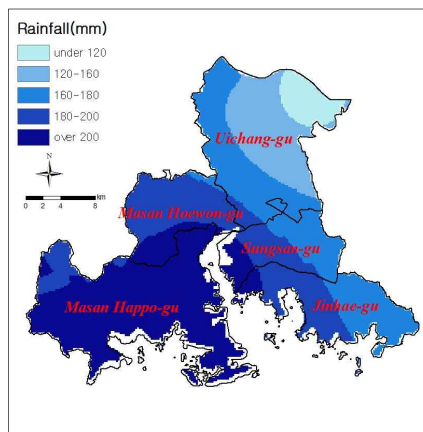 Rainfall(mm)
under 120
120-160
160-180
180-200
over 200
N
0 2 4 8
km
Uichang-gu
Masan Hoewon-gu
Sungsan-gu
Masan Happo-gu
Jinhae-gu